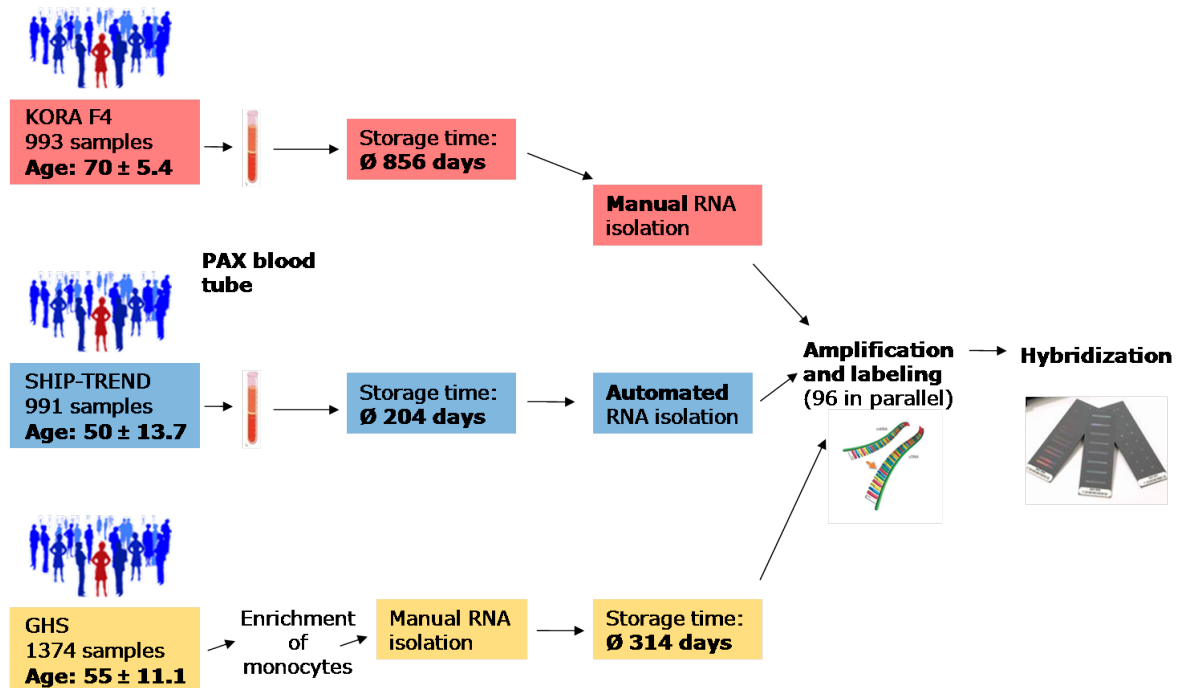 KORA F4
993 samples
Age: 70 ± 5.4
Storage time:
Ø 856 days
Manual RNA
isolation
PAX blood
tube
SHIP-TREND
991 samples
Age: 50 ± 13.7
Storage time:
Ø 204 days
Automated
RNA isolation
Amplification
and labeling
(96 in parallel)
Hybridization
mRNA
cDNA
GHS
1374 samples
Age: 55 ± 11.1
Enrichment
of
monocytes
Manual RNA
isolation
Storage time:
Ø 314 days